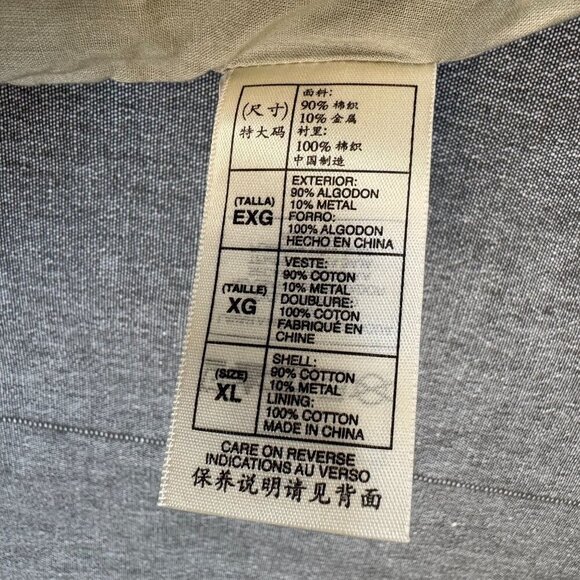 (尺寸)
特大码
面料:
90% 棉织
10% 金属
衬里:
100% 棉织
中国制造
(TALLA)
EXG
EXTERIOR:
90% ALGODON
10% METAL
FORRO:
100% ALGODON
HECHO EN CHINA
(TAILLE)
XG
VESTE:
90% COTON
10% METAL
DOUBLURE:
100% COTON
FABRIQUÉ EN
CHINE
(SIZE)
XL
SHELL:
90% COTTON
10% METAL
LINING:
100% COTTON
MADE IN CHINA
CARE ON REVERSE
INDICATIONS AU VERSO
保养说明请见背面